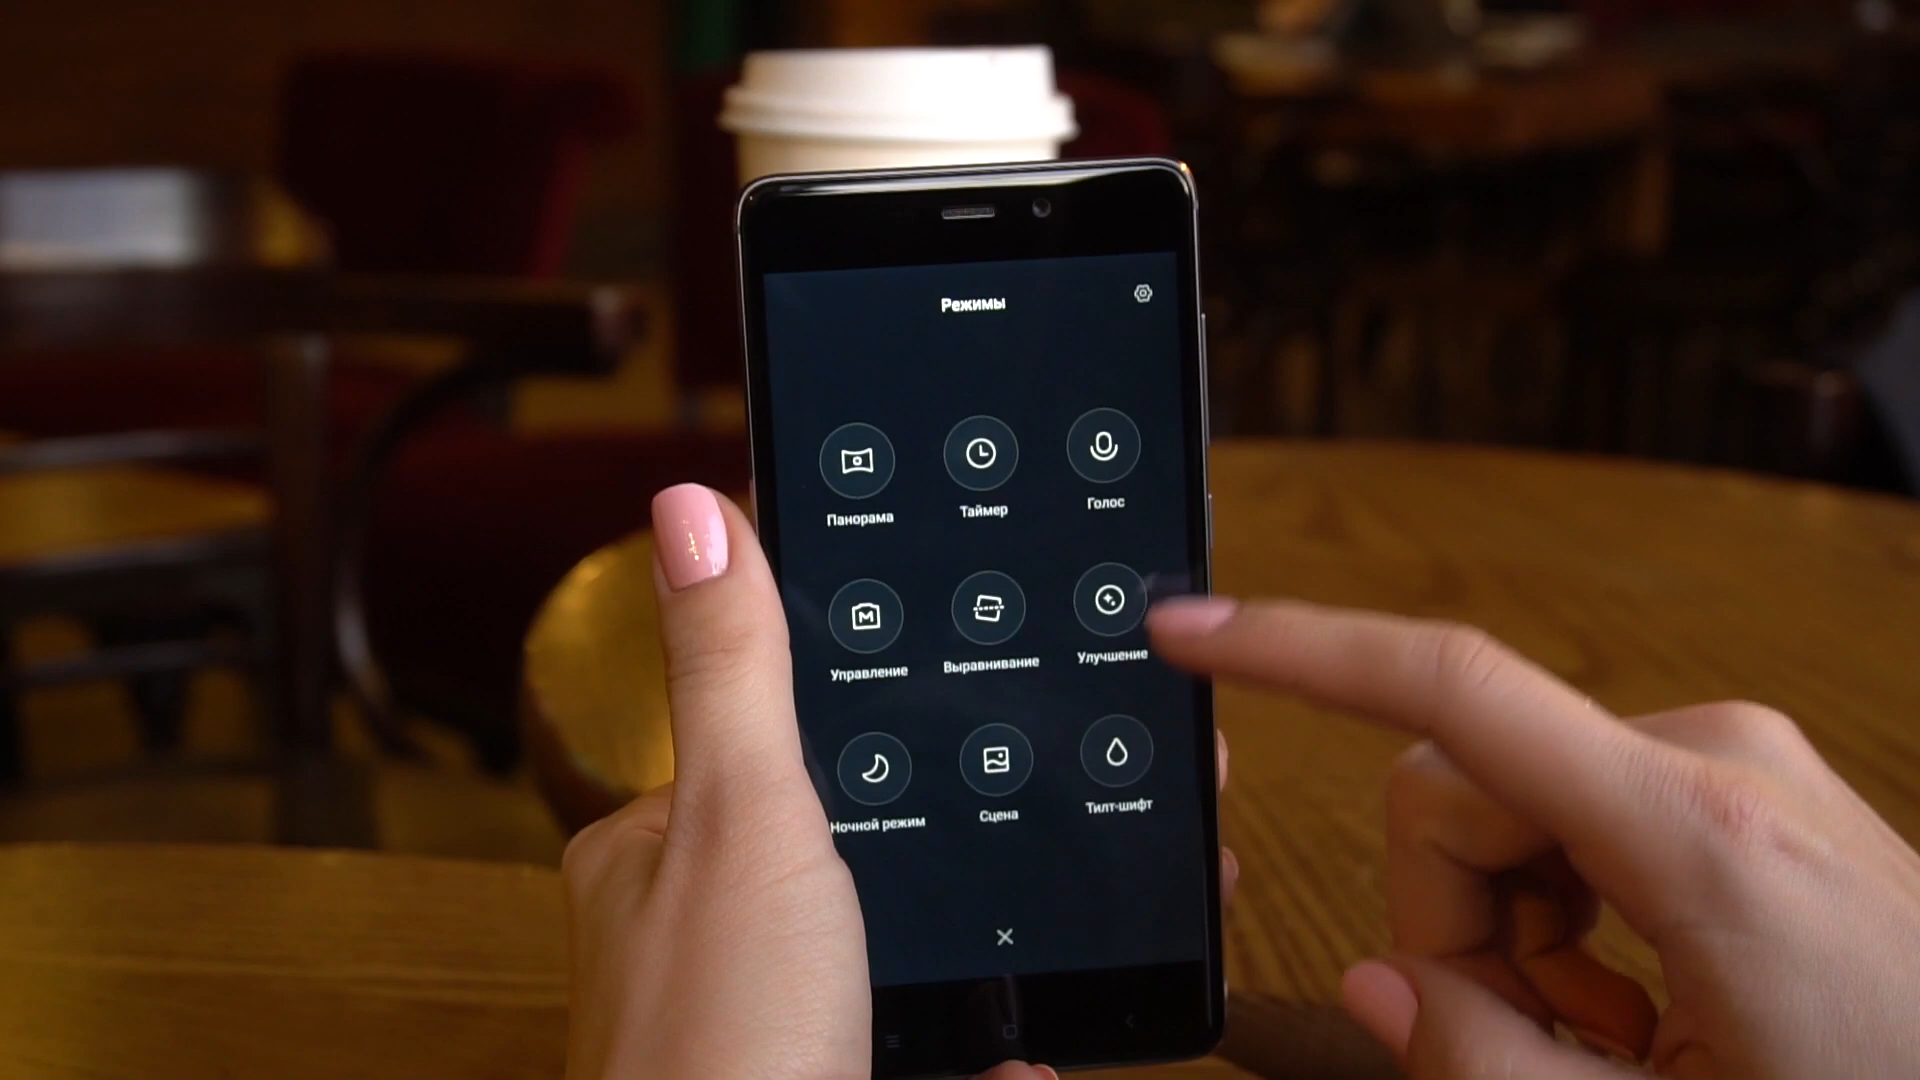 Режимы
Панорама
Таймер
Голос
Управление
Выравнивание
Улучшение
Ночной режим
Сцена
Тилт-шифт